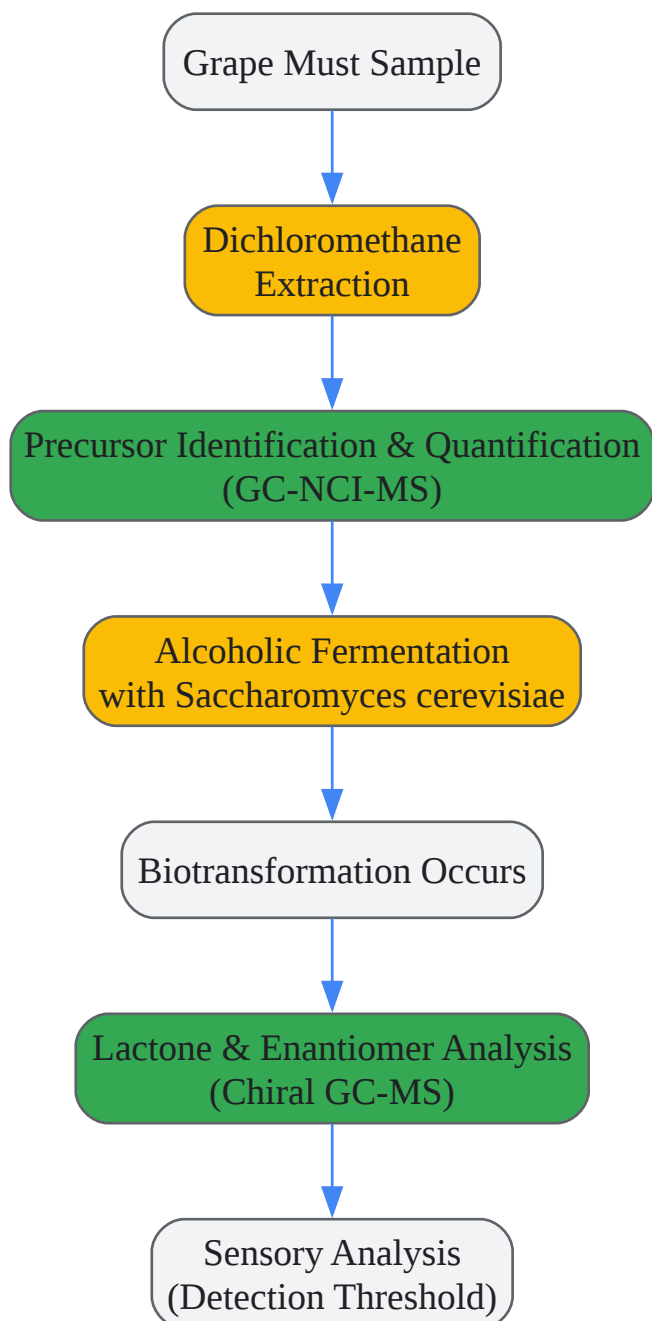 Grape Must Sample
Dichloromethane
Extraction
Precursor Identification & Quantification
(GC-NCI-MS)
Alcoholic Fermentation
with Saccharomyces cerevisiae
Biotransformation Occurs
Lactone & Enantiomer Analysis
(Chiral GC-MS)
Sensory Analysis
(Detection Threshold)